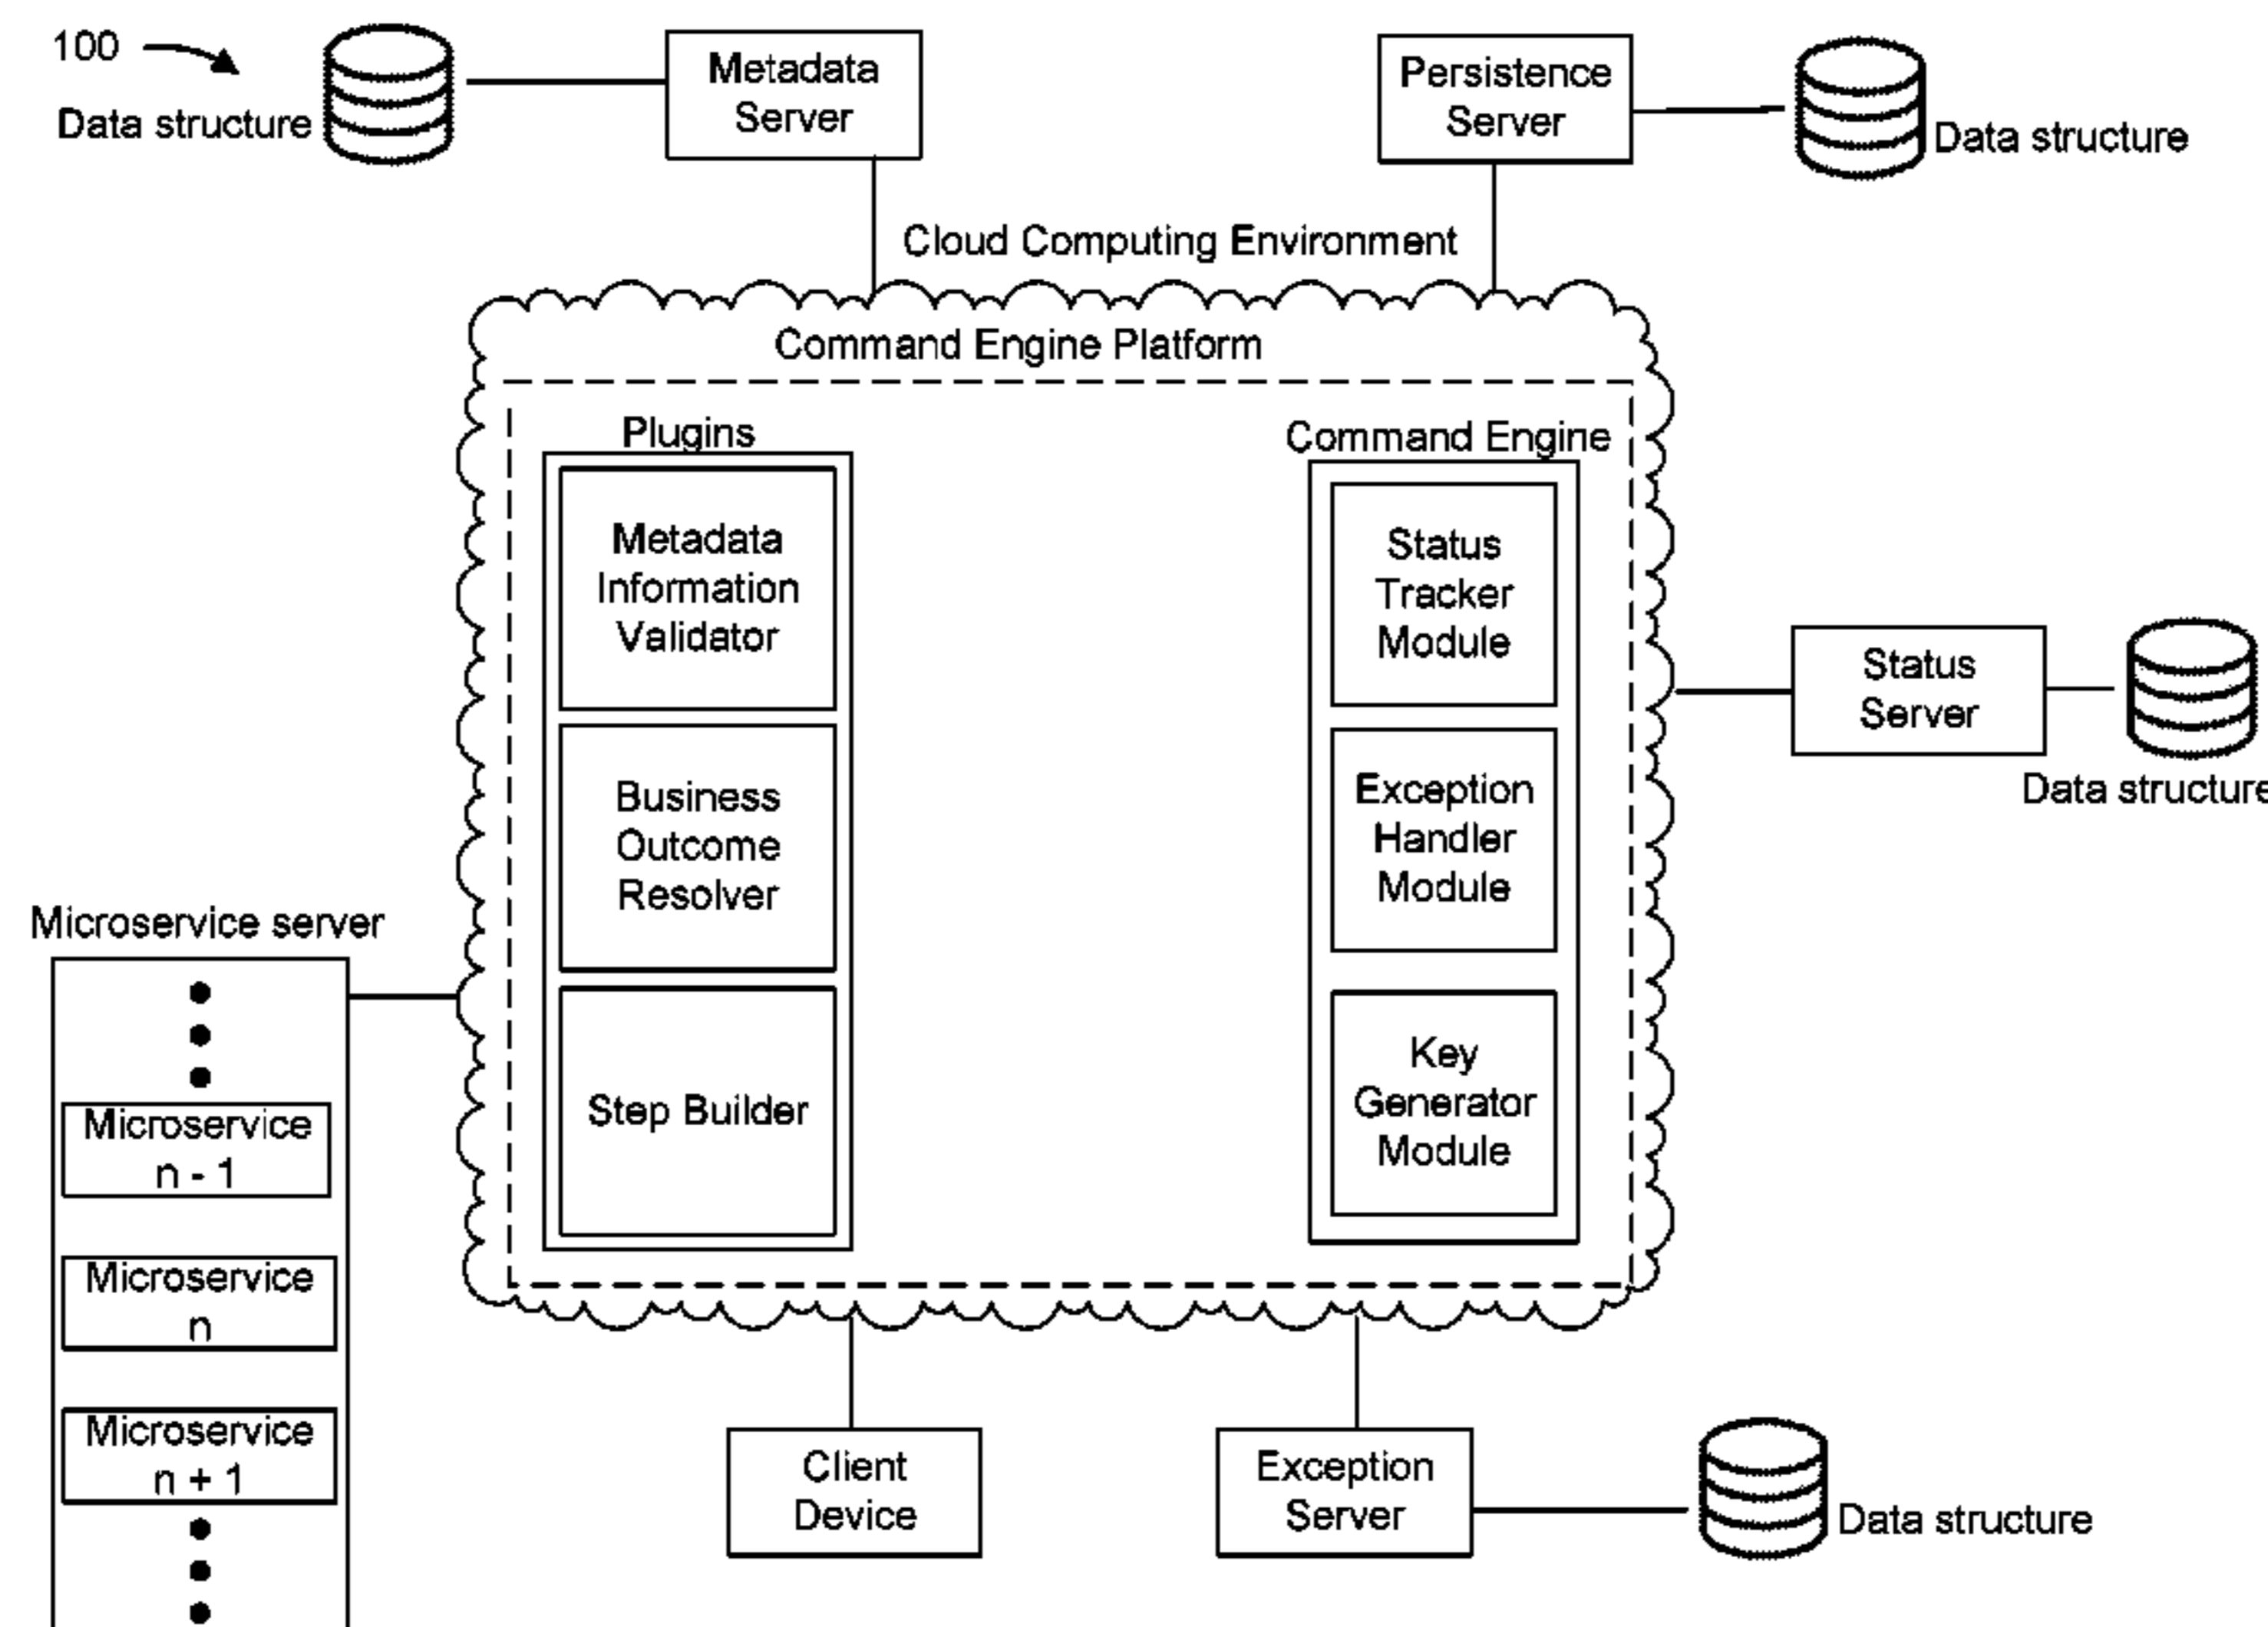 100
Data structure
Metadata
Server
Persistence
Server
Data structure
Cloud Computing Environment
Command Engine Platform
Plugins
Metadata
Information
Validator
Business
Outcome
Resolver
Step Builder
Command Engine
Status
Tracker
Module
Exception
Handler
Module
Key
Generator
Module
Status
Server
Data structure
Microservice server
Microservice
n - 1
Microservice
n
Microservice
n + 1
Client
Device
Exception
Server
Data structure